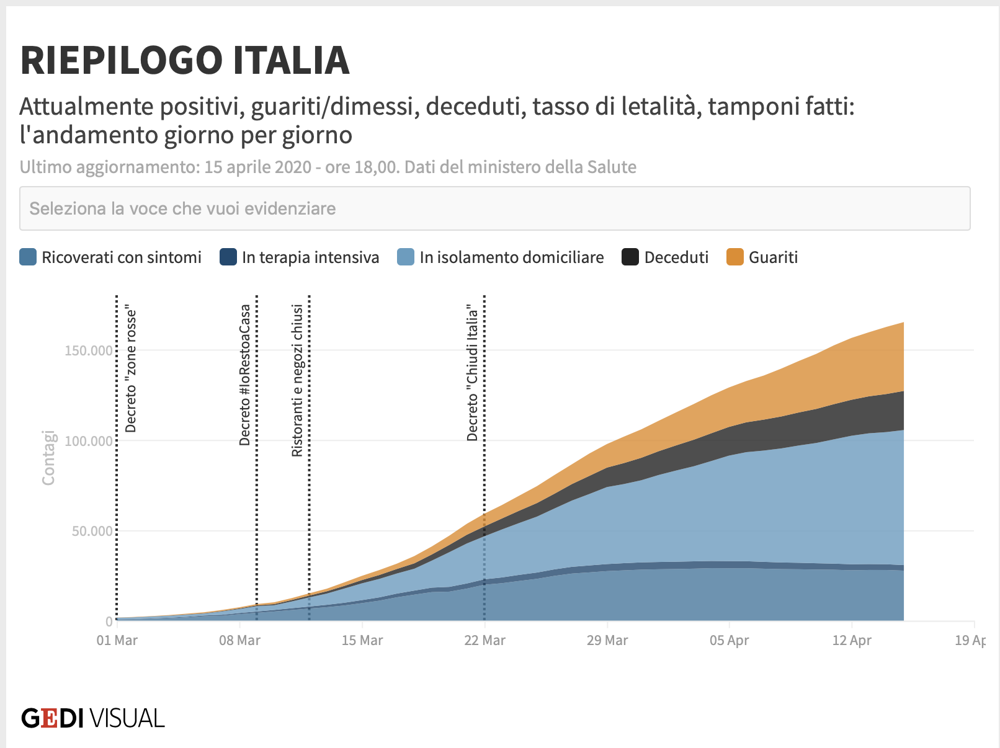 RIEPILOGO ITALIA
Attualmente positivi, guariti/dimessi, deceduti, tasso di letalità, tamponi fatti:
l'andamento giorno per giorno
Ultimo aggiornamento: 15 aprile 2020 - ore 18,00. Dati del ministero della Salute
Seleziona la voce che vuoi evidenziare
Ricoverati con sintomi In terapia intensiva In isolamento domiciliare Deceduti Guariti
Decreto "zone rosse"
Decreto #IoRestoaCasa
Ristoranti e negozi chiusi
Decreto "Chiudi Italia"
Contagi
150.000
100.000
50.000
0
01 Mar 08 Mar 15 Mar 22 Mar 29 Mar 05 Apr 12 Apr 19 Ap
GEDI VISUAL